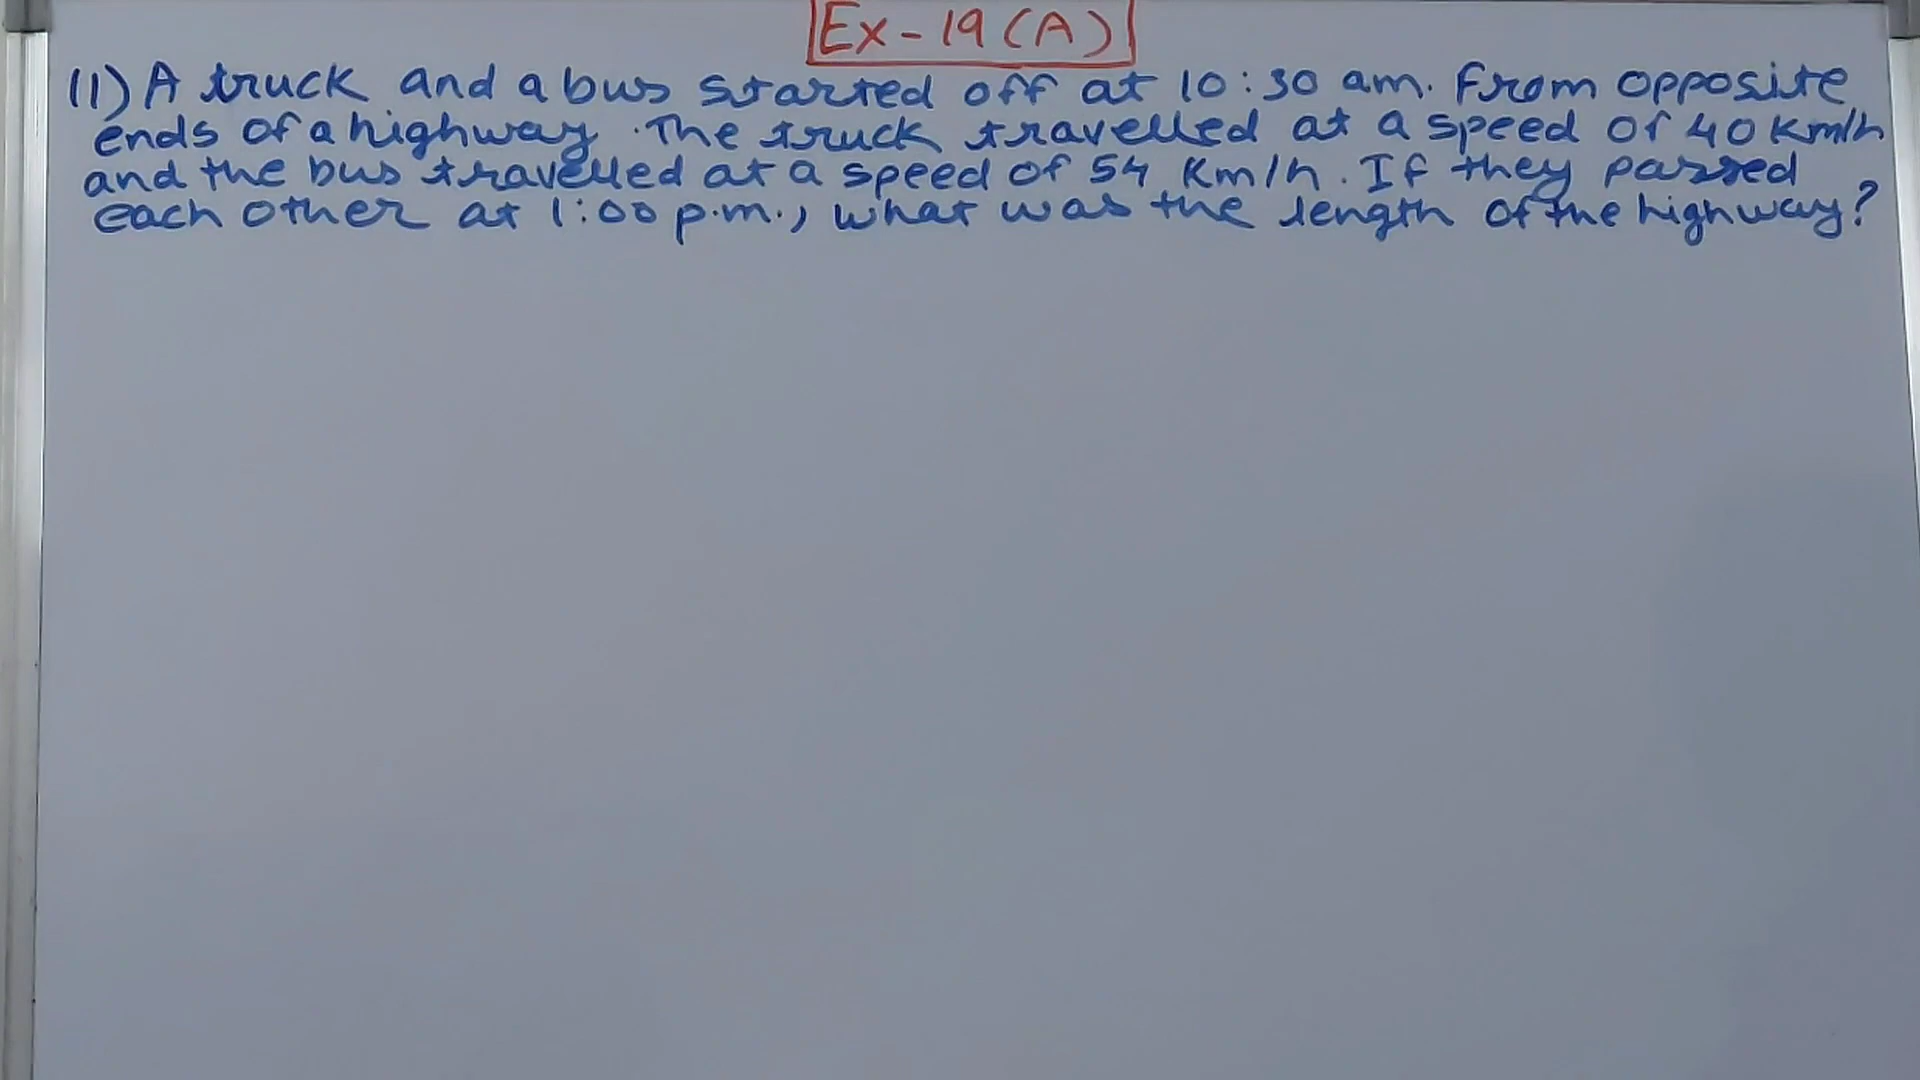 Ex-19(A)
11) A truck and a bus started off at 10:30 am. From opposite
ends of a highway. The truck travelled at a speed of 40 Km/h
and the bus travelled at a speed of 54 Km/h. If they passed
each other at 1:00 p.m., what was the length of the highway?